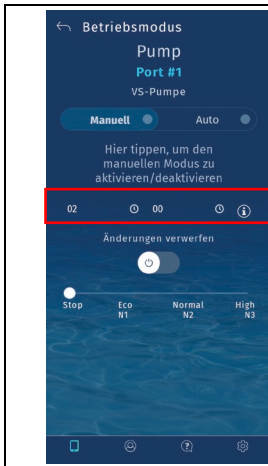 Betriebsmodus
Pump
Port #1
VS-Pumpe
Manuell Auto
Hier tippen, um den
manuellen Modus zu
aktivieren/deaktivieren
02 00
Änderungen verwerfen
Stop Eco Normal High
N1 N2 N3